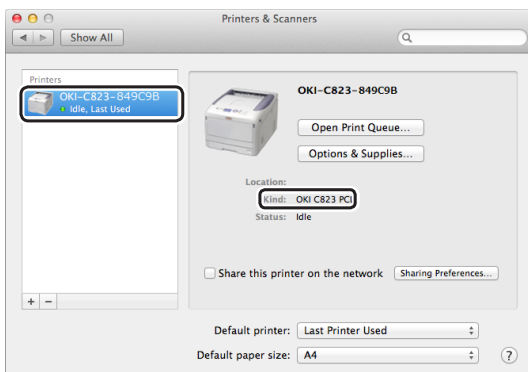 Printers & Scanners
Show All
Printers
OKI-C823-849C9B
Idle, Last Used
OKI-C823-849C9B
Open Print Queue...
Options & Supplies...
Location:
Kind: OKI C823 PCL
Status: Idle
Share this printer on the network Sharing Preferences...
+ −
Default printer: Last Printer Used
Default paper size: A4 ?